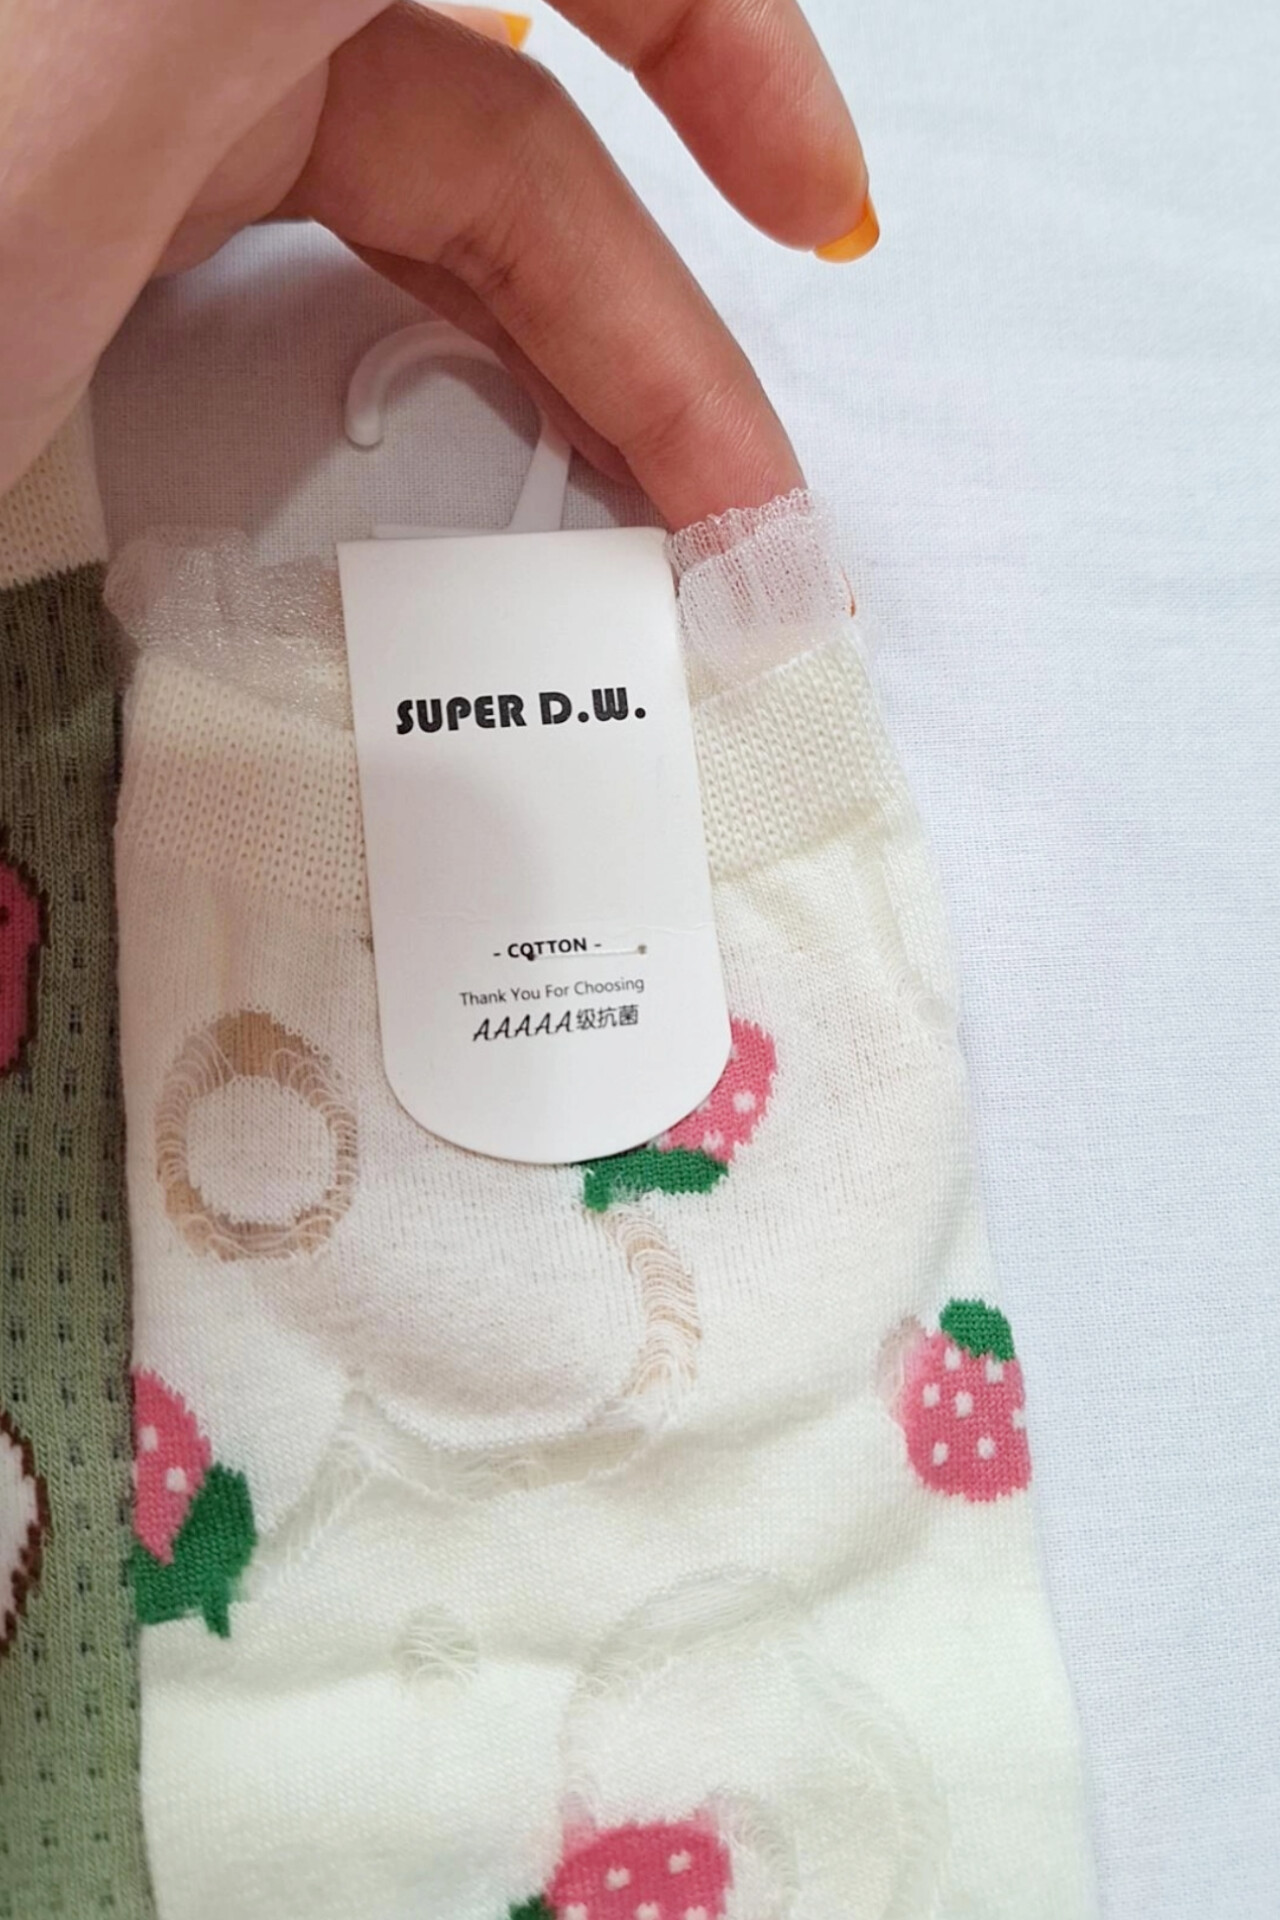 SUPER D.W.
- COTTON -
Thank You For Choosing
AAAAA级抗菌